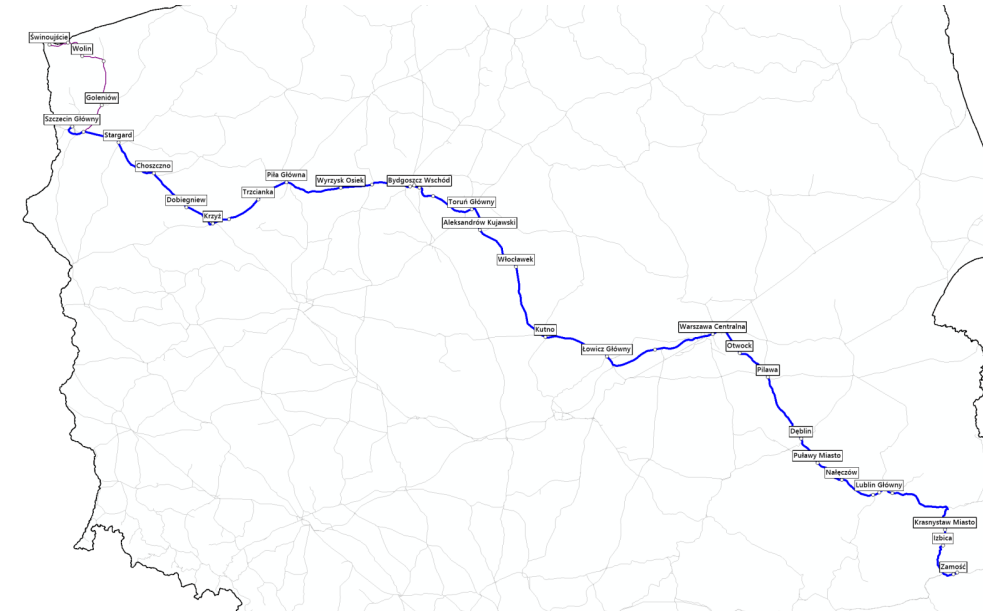 Świnoujście
Wolin
Goleniów
Szczecin Główny
Stargard
Choszczno
Dobiegniew
Krzyż
Trzcianka
Piła Główna
Wyrzysk Osiek
Bydgoszcz Wschód
Toruń Główny
Aleksandrów Kujawski
Włocławek
Kutno
Łowicz Główny
Warszawa Centralna
Otwock
Pilawa
Dęblin
Puławy Miasto
Nałęczów
Lublin Główny
Krasnystaw Miasto
Izbica
Zamość